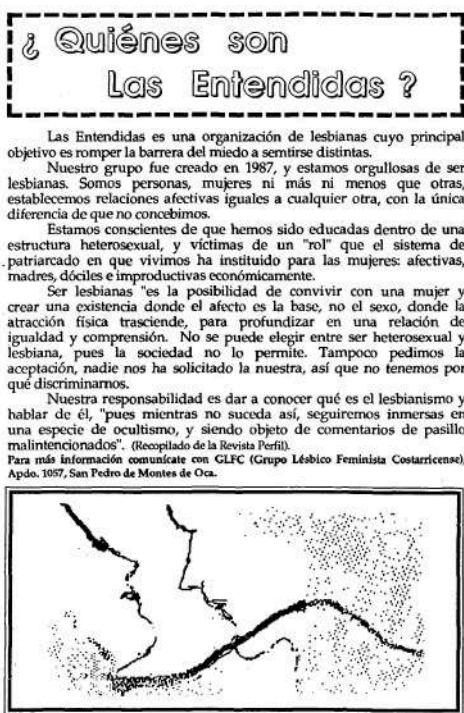 ¿ Quiénes son
Las Entendidas ?
Las Entendidas es una organización de lesbianas cuyo principal
objetivo es romper la barrera del miedo a semtirse distintas.
Nuestro grupo fue creado en 1987, y estamos orgullosas de ser
lesbianas. Somos personas, mujeres ni más ni menos que otras,
establecemos relaciones afectivas iguales a cualquier otra, con la única
diferencia de que no concebimos.
Estamos conscientes de que hemos sido educadas dentro de una
estructura heterosexual, y víctimas de un "rol" que el sistema de
patriarcado en que vivimos ha instituido para las mujeres: afectivas,
madres, dóciles e improductivas económicamente.
Ser lesbianas "es la posibilidad de convivir con una mujer y
crear una existencia donde el afecto es la base, no el sexo, donde la
atracción física trasciende, para profundizar en una relación de
igualdad y comprensión. No se puede elegir entre ser heterosexual y
lesbiana, pues la sociedad no lo permite. Tampoco pedimos la
aceptación, nadie nos ha solicitado la nuestra, así que no tenemos por
qué discriminarnos.
Nuestra responsabilidad es dar a conocer qué es el lesbianismo y
hablar de él, "pues mientras no suceda así, seguiremos inmersas en
una especie de ocultismo, y siendo objeto de comentarios de pasillo
malintencionados". (Recopilado de la Revista Perfil).
Para más información comunícate con GLFC (Grupo Lésbico Feminista Costarricense),
Apdo. 1057, San Pedro de Montes de Oca.